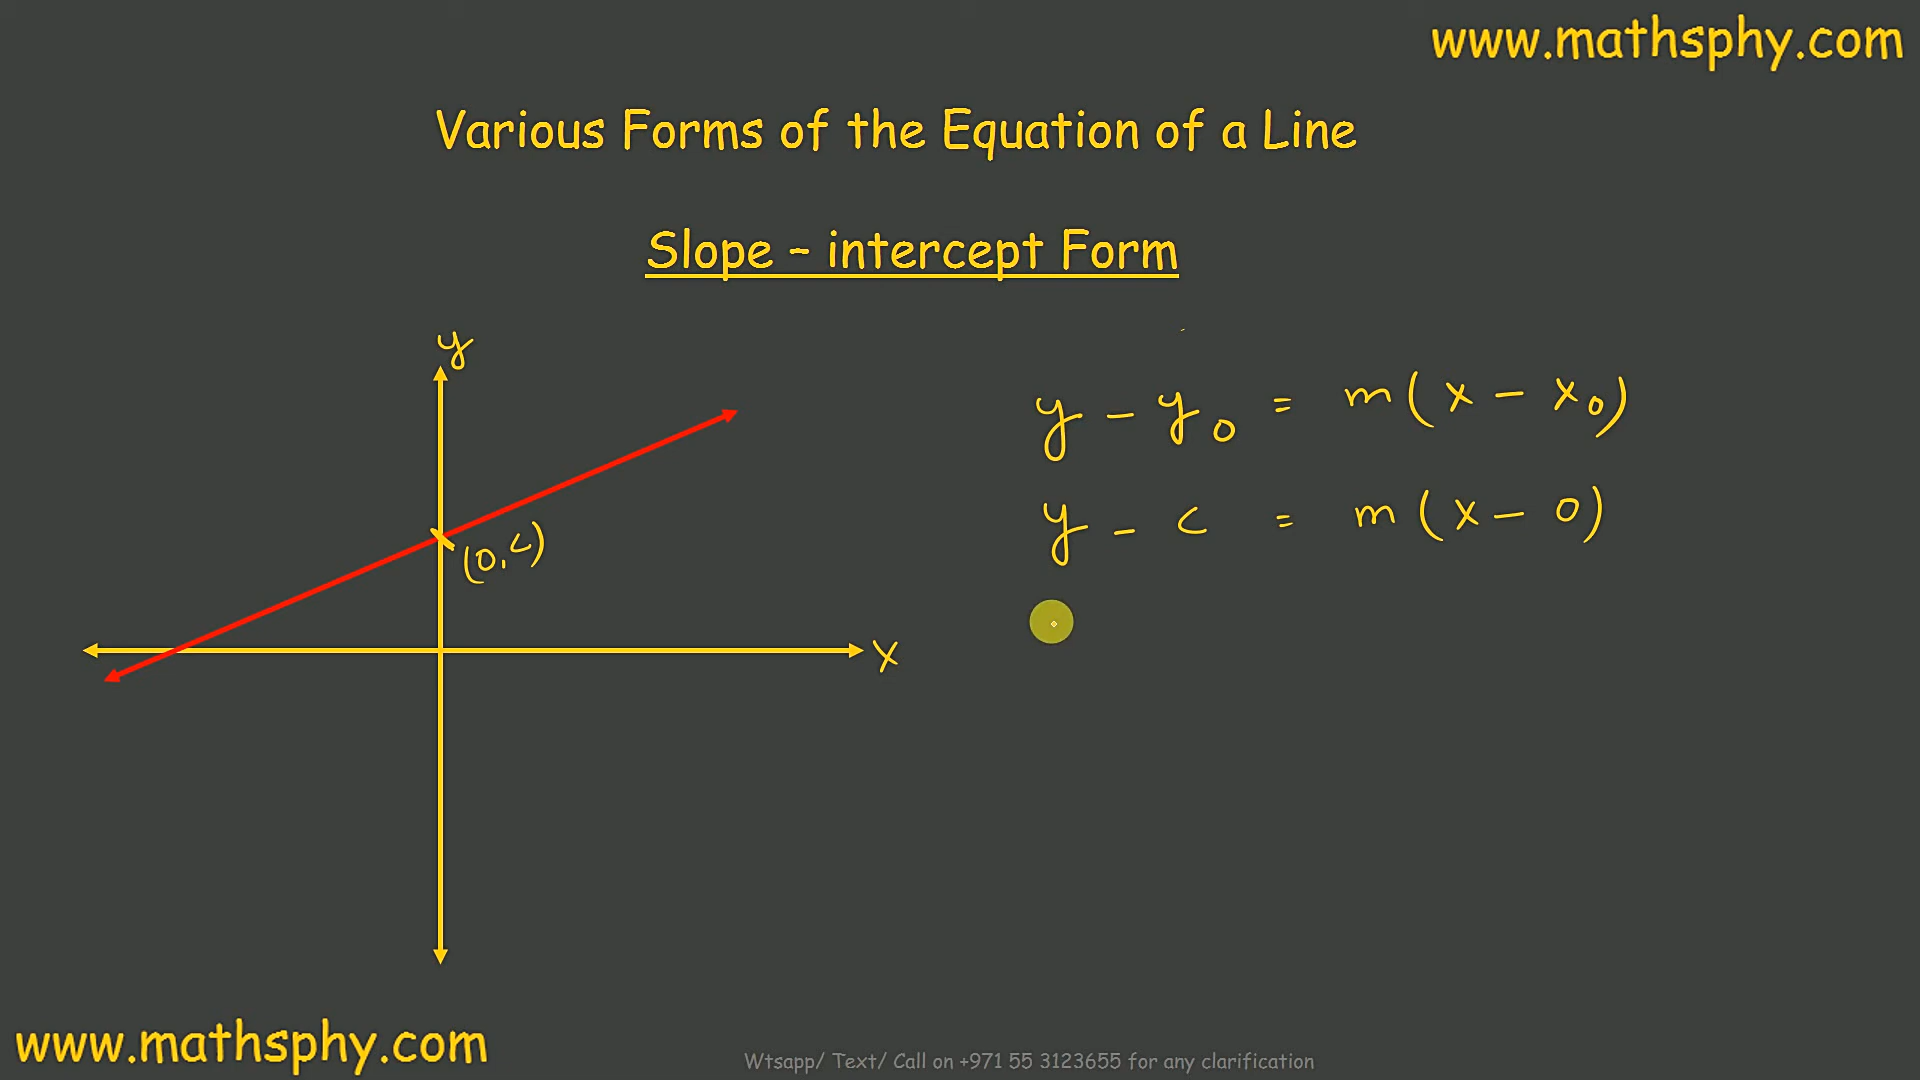 www.mathsphy.com
Various Forms of the Equation of a Line
Slope - intercept Form
y
(0, c)
x
y - y₀ = m(x - x₀)
y - c = m(x - 0)
www.mathsphy.com
Wtsapp/ Text/ Call on +971 55 3123655 for any clarification